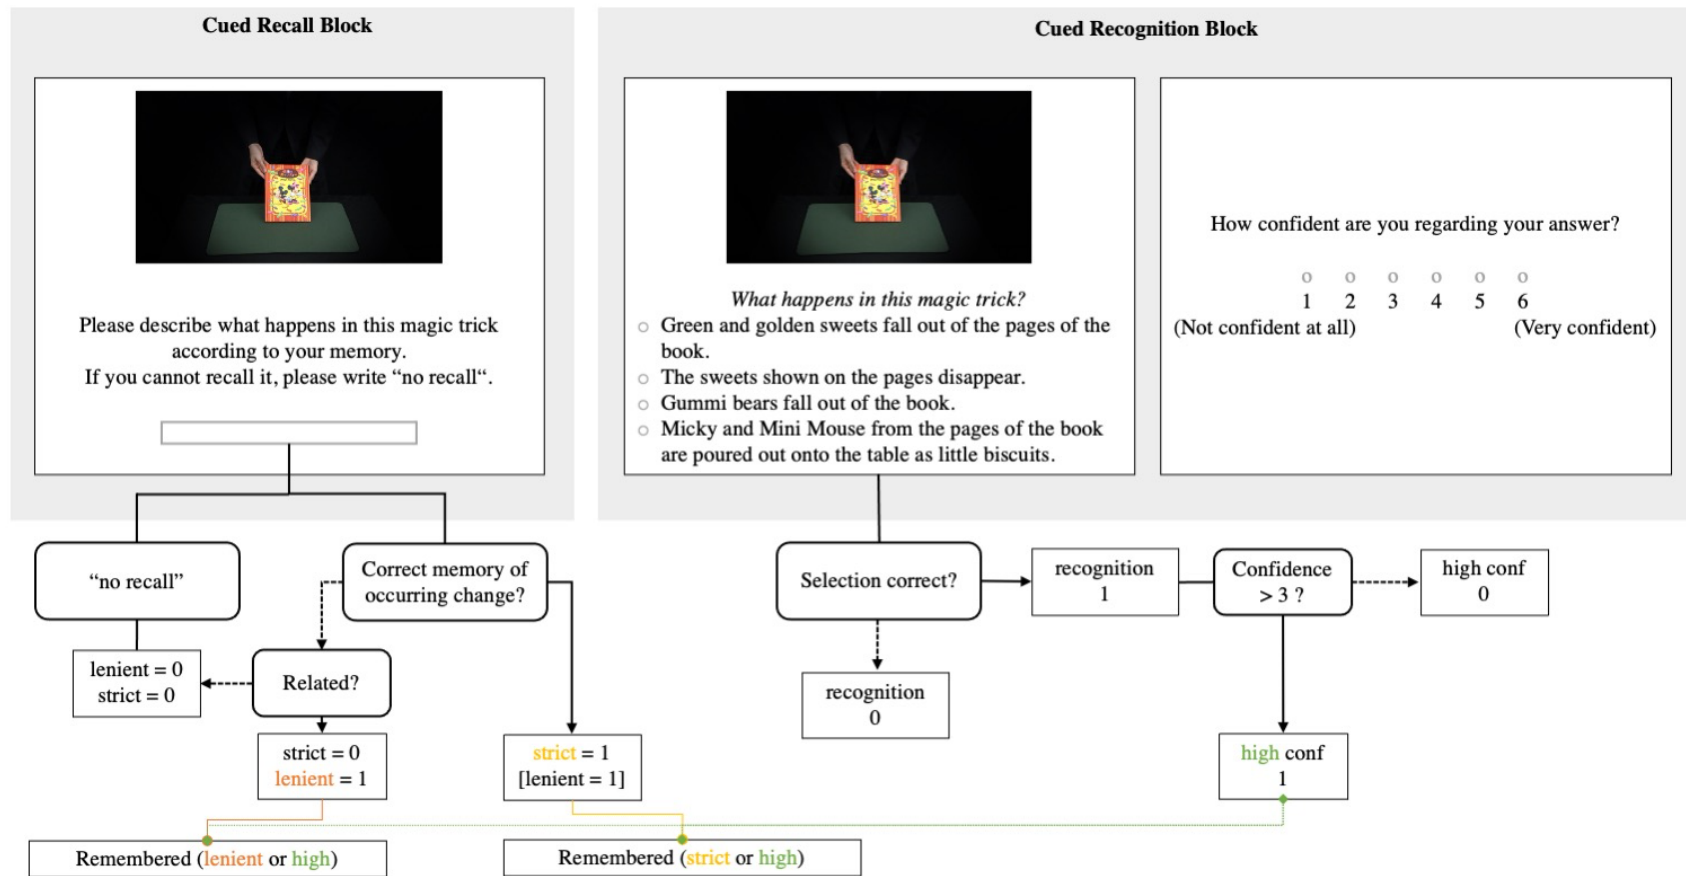 Cued Recall Block
Please describe what happens in this magic trick
according to your memory.
If you cannot recall it, please write “no recall“.
Cued Recognition Block
What happens in this magic trick?
o Green and golden sweets fall out of the pages of the
book.
o The sweets shown on the pages disappear.
o Gummi bears fall out of the book.
o Micky and Mini Mouse from the pages of the book
are poured out onto the table as little biscuits.
How confident are you regarding your answer?
o o o o o o
1 2 3 4 5 6
(Not confident at all) (Very confident)
“no recall”
Correct memory of
occurring change?
lenient = 0
strict = 0
Related?
strict = 0
lenient = 1
strict = 1
[lenient = 1]
Remembered (lenient or high)
Remembered (strict or high)
Selection correct?
recognition
1
Confidence
> 3 ?
high conf
0
recognition
0
high conf
1